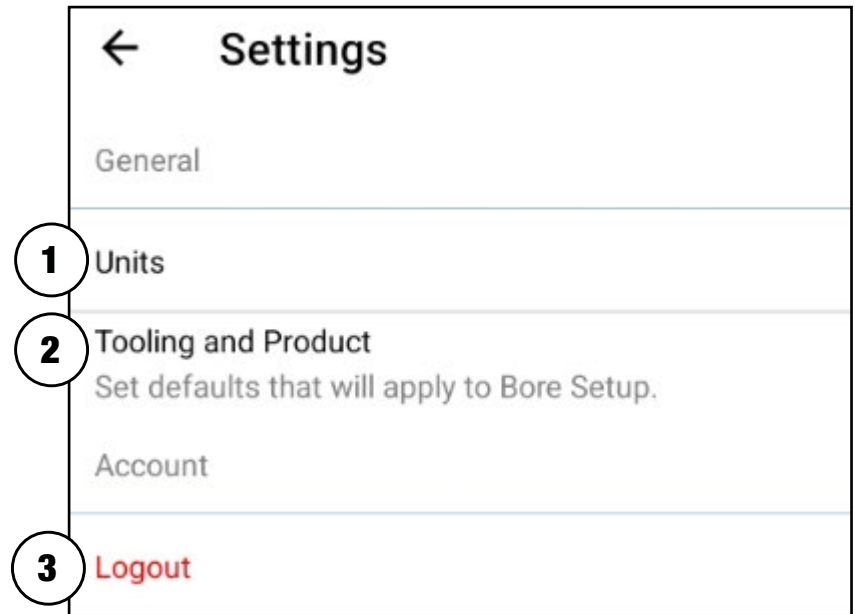 Settings
General
1 Units
2 Tooling and Product
Set defaults that will apply to Bore Setup.
Account
3 Logout